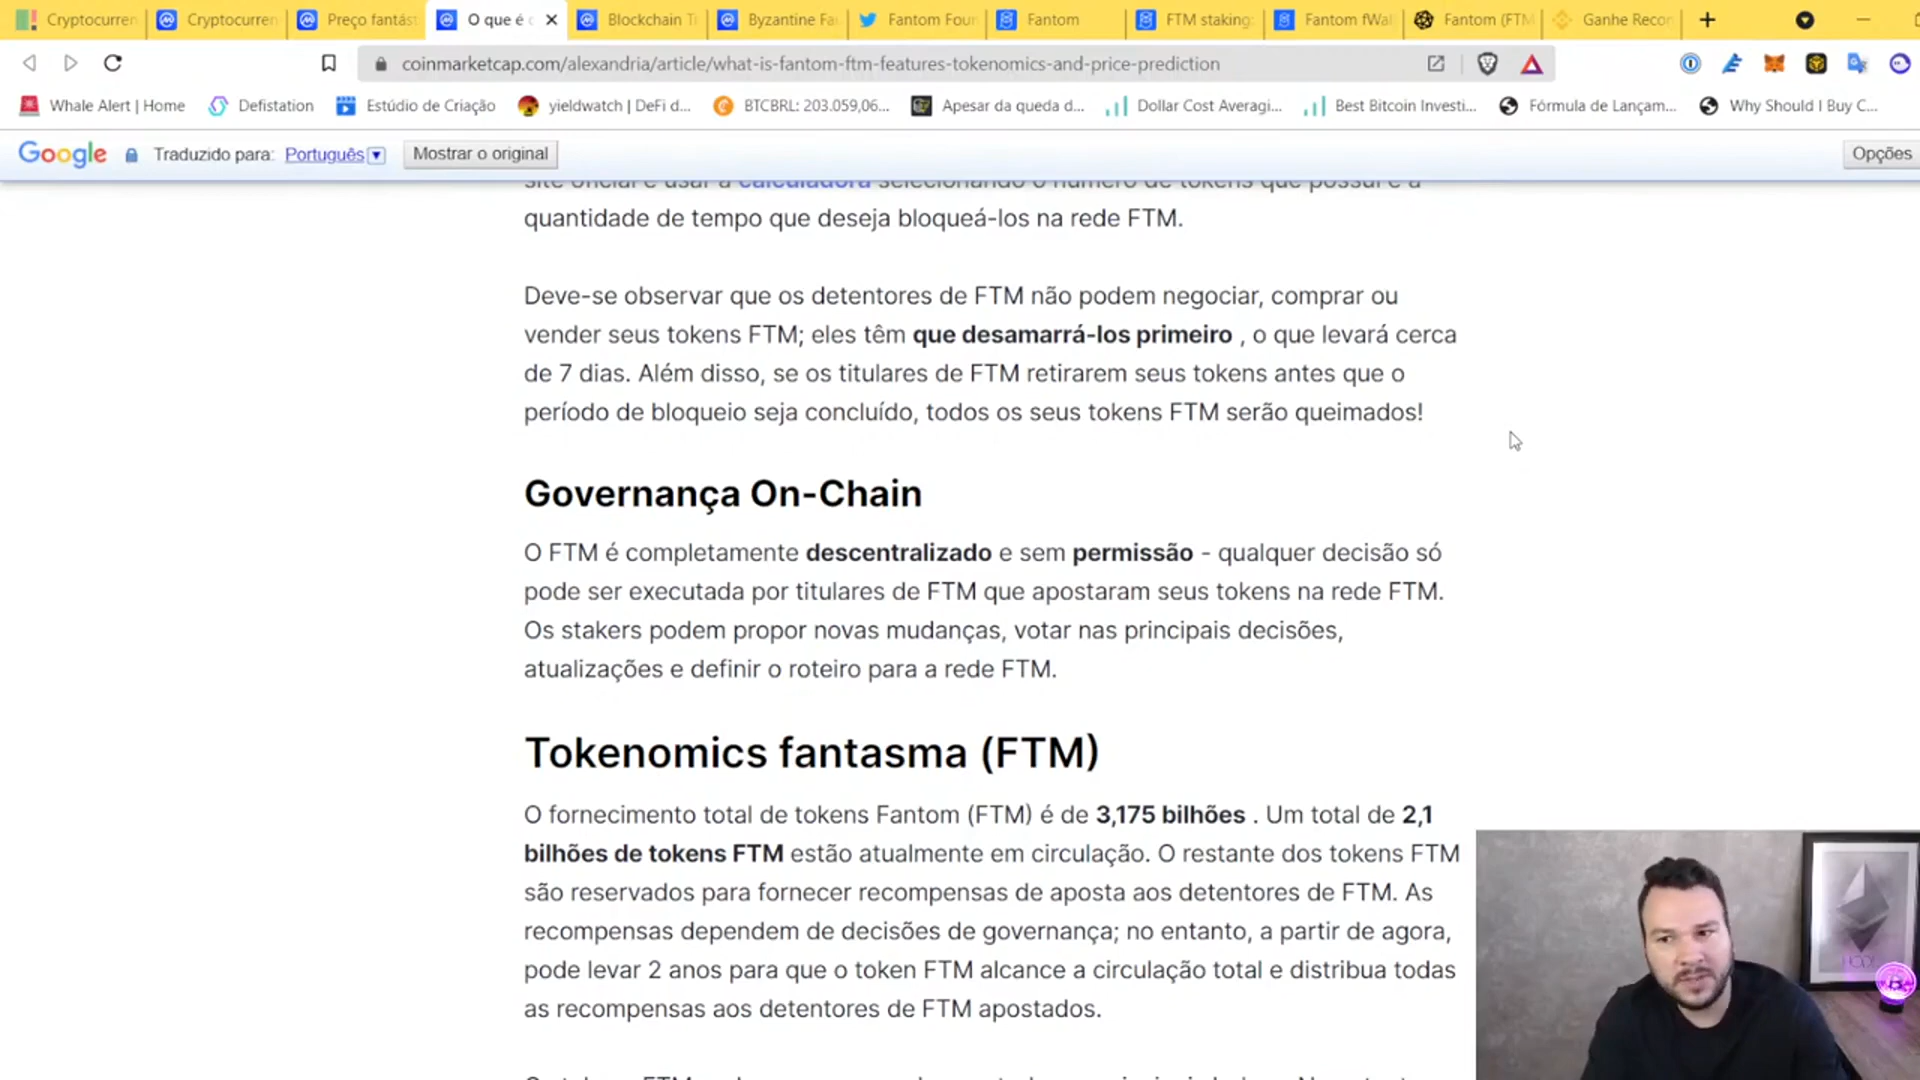 Cryptocurren
Cryptocurren
Preço fantást
O que é
Blockchain T
Byzantine Fa
Fantom Foun
Fantom
FTM staking
Fantom fWal
Fantom (FTM
Ganhe Recor
coinmarketcap.com/alexandria/article/what-is-fantom-ftm-features-tokenomics-and-price-prediction
Whale Alert | Home
Defistation
Estúdio de Criação
yieldwatch | DeFi d...
BTCBRL: 203.059,06...
Apesar da queda d...
Dollar Cost Averagi...
Best Bitcoin Investi...
Fórmula de Lançam...
Why Should I Buy C...
Google
Traduzido para: Português
Mostrar o original
Opções
site oficial e usar a calculadora selecionando o número de tokens que possui e a
quantidade de tempo que deseja bloqueá-los na rede FTM.
Deve-se observar que os detentores de FTM não podem negociar, comprar ou
vender seus tokens FTM; eles têm que desamarrá-los primeiro , o que levará cerca
de 7 dias. Além disso, se os titulares de FTM retirarem seus tokens antes que o
período de bloqueio seja concluído, todos os seus tokens FTM serão queimados!
Governança On-Chain
O FTM é completamente descentralizado e sem permissão - qualquer decisão só
pode ser executada por titulares de FTM que apostaram seus tokens na rede FTM.
Os stakers podem propor novas mudanças, votar nas principais decisões,
atualizações e definir o roteiro para a rede FTM.
Tokenomics fantasma (FTM)
O fornecimento total de tokens Fantom (FTM) é de 3,175 bilhões . Um total de 2,1
bilhões de tokens FTM estão atualmente em circulação. O restante dos tokens FTM
são reservados para fornecer recompensas de aposta aos detentores de FTM. As
recompensas dependem de decisões de governança; no entanto, a partir de agora,
pode levar 2 anos para que o token FTM alcance a circulação total e distribua todas
as recompensas aos detentores de FTM apostados.